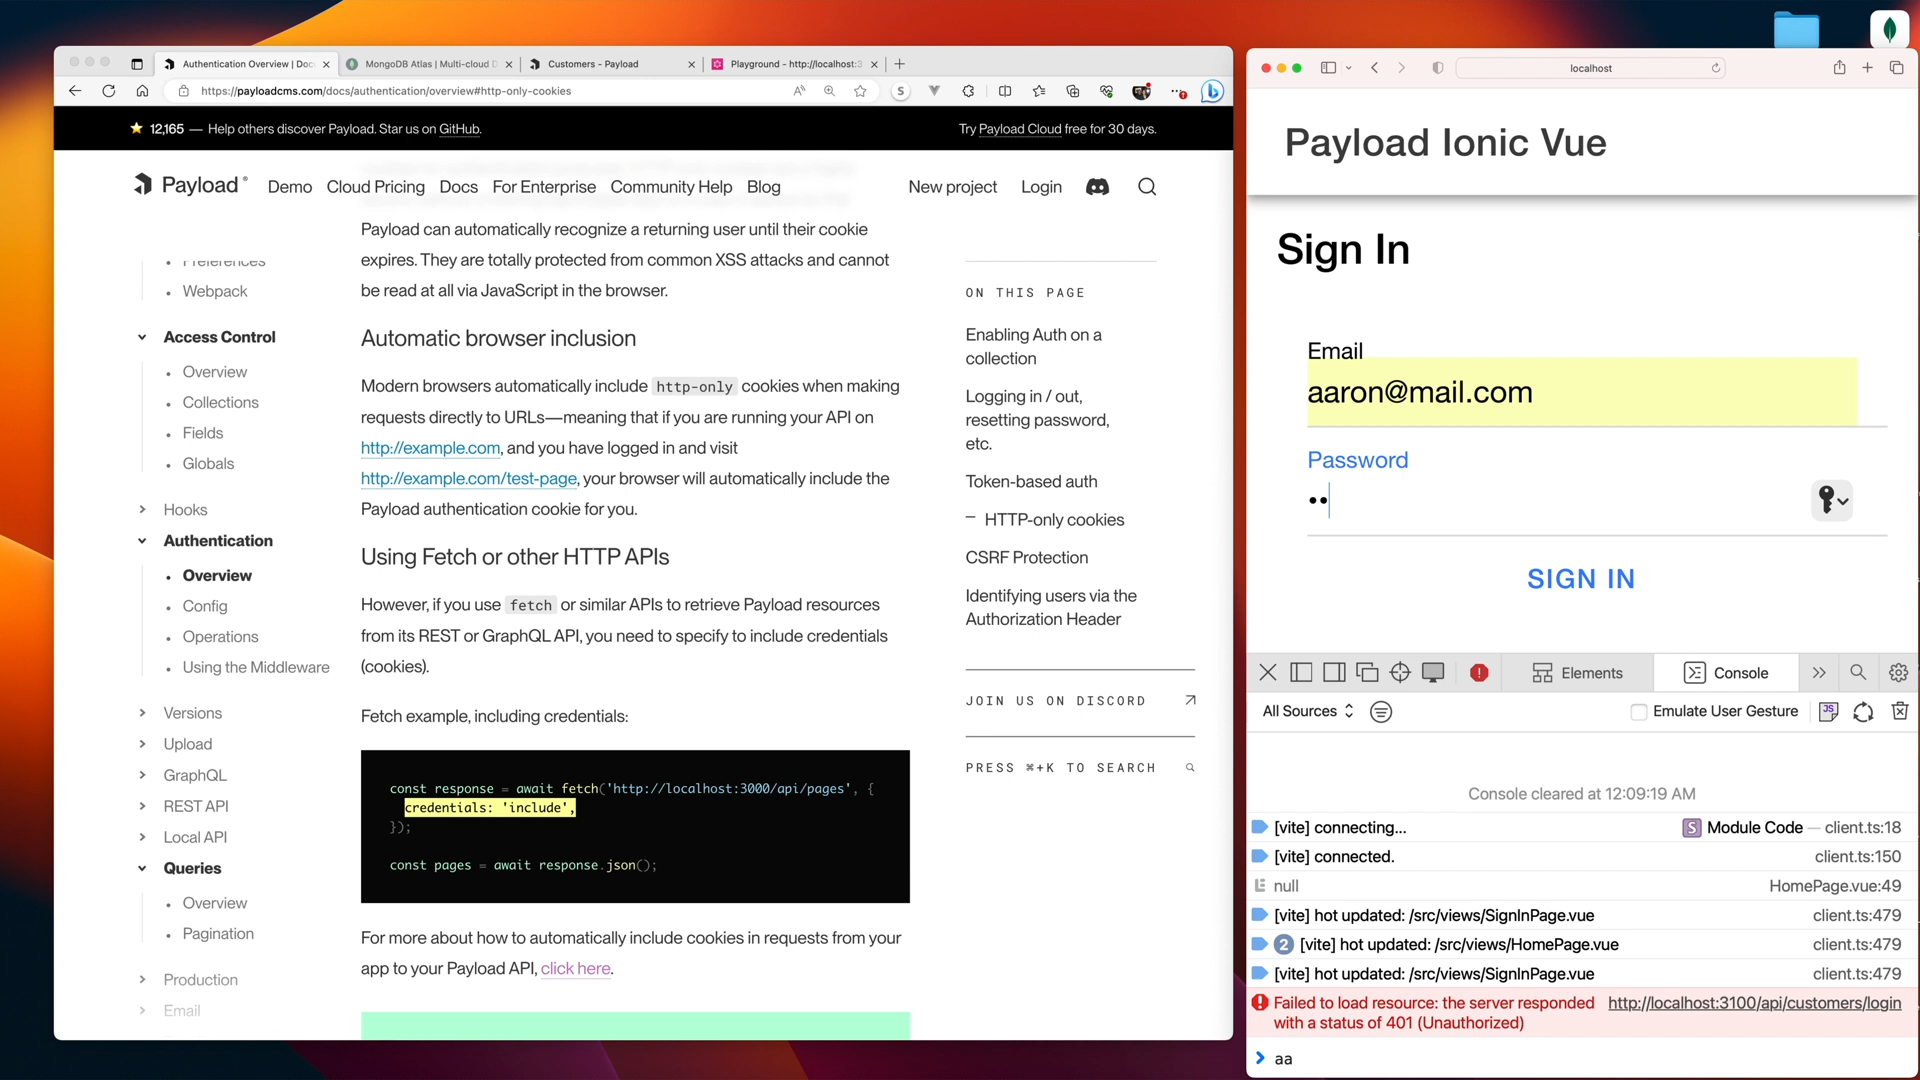 Authentication Overview | Doc
MongoDB Atlas | Multi-cloud D
Customers - Payload
Playground - http://localhost:3
https://payloadcms.com/docs/authentication/overview#http-only-cookies
12,165 — Help others discover Payload. Star us on GitHub.
Try Payload Cloud free for 30 days.
Payload
Demo
Cloud Pricing
Docs
For Enterprise
Community Help
Blog
New project
Login
Preferences
Webpack
Access Control
Overview
Collections
Fields
Globals
Hooks
Authentication
Overview
Config
Operations
Using the Middleware
Versions
Upload
GraphQL
REST API
Local API
Queries
Overview
Pagination
Production
Email
Payload can automatically recognize a returning user until their cookie
expires. They are totally protected from common XSS attacks and cannot
be read at all via JavaScript in the browser.
Automatic browser inclusion
Modern browsers automatically include http-only cookies when making
requests directly to URLs—meaning that if you are running your API on
http://example.com, and you have logged in and visit
http://example.com/test-page, your browser will automatically include the
Payload authentication cookie for you.
Using Fetch or other HTTP APIs
However, if you use fetch or similar APIs to retrieve Payload resources
from its REST or GraphQL API, you need to specify to include credentials
(cookies).
Fetch example, including credentials:
const response = await fetch('http://localhost:3000/api/pages', {
credentials: 'include',
});
const pages = await response.json();
For more about how to automatically include cookies in requests from your
app to your Payload API, click here.
ON THIS PAGE
Enabling Auth on a
collection
Logging in / out,
resetting password,
etc.
Token-based auth
HTTP-only cookies
CSRF Protection
Identifying users via the
Authorization Header
JOIN US ON DISCORD
PRESS ⌘+K TO SEARCH
localhost
Payload Ionic Vue
Sign In
Email
aaron@mail.com
Password
••
SIGN IN
Elements
Console
All Sources
Emulate User Gesture
Console cleared at 12:09:19 AM
[vite] connecting...
S Module Code — client.ts:18
[vite] connected.
client.ts:150
null
HomePage.vue:49
[vite] hot updated: /src/views/SignInPage.vue
client.ts:479
2 [vite] hot updated: /src/views/HomePage.vue
client.ts:479
[vite] hot updated: /src/views/SignInPage.vue
client.ts:479
Failed to load resource: the server responded
with a status of 401 (Unauthorized)
http://localhost:3100/api/customers/login
aa